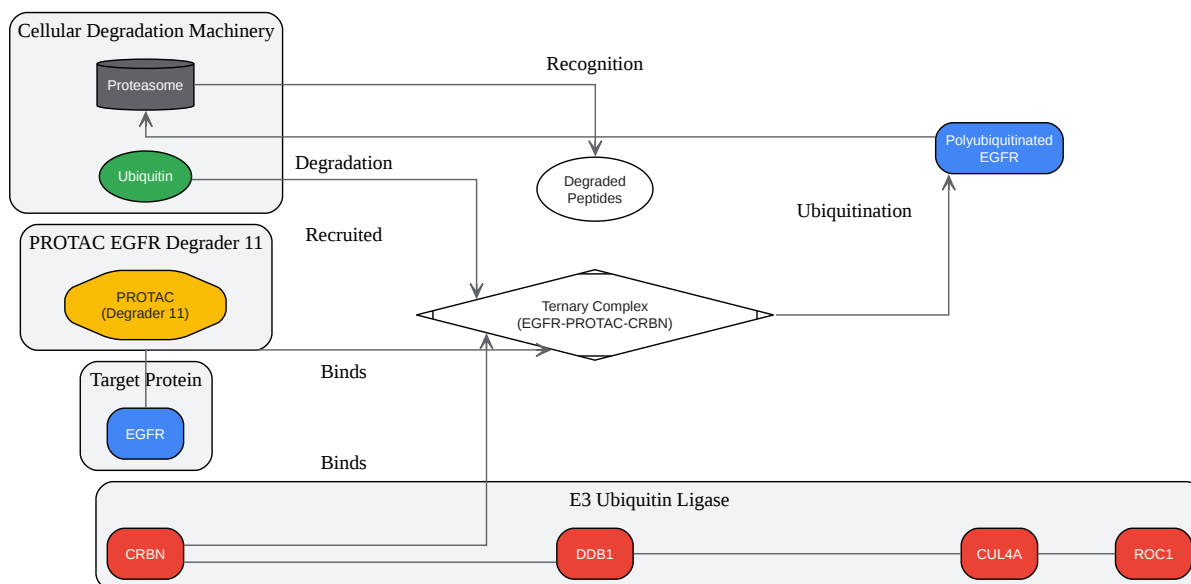 Cellular Degradation Machinery
Proteasome
Recognition
Polyubiquitinated
EGFR
Ubiquitin
Degradation
Degraded
Peptides
Ubiquitination
Recruited
PROTAC EGFR Degrader 11
PROTAC
(Degrader 11)
Ternary Complex
(EGFR-PROTAC-CRBN)
Target Protein
Binds
EGFR
Binds
E3 Ubiquitin Ligase
CRBN
DDB1
CUL4A
ROC1